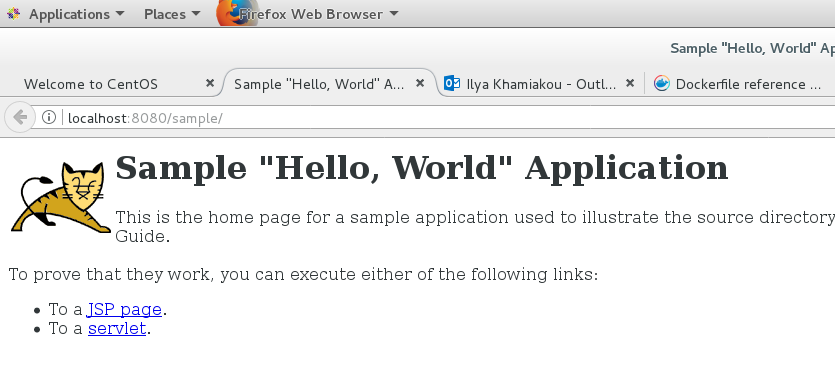 Applications Places Firefox Web Browser
Sample "Hello, World" Ap
Welcome to CentOS Sample "Hello, World" A... Ilya Khamiakou - Outl... Dockerfile reference ...
localhost:8080/sample/
Sample "Hello, World" Application
This is the home page for a sample application used to illustrate the source directory
Guide.
To prove that they work, you can execute either of the following links:
• To a JSP page.
• To a servlet.